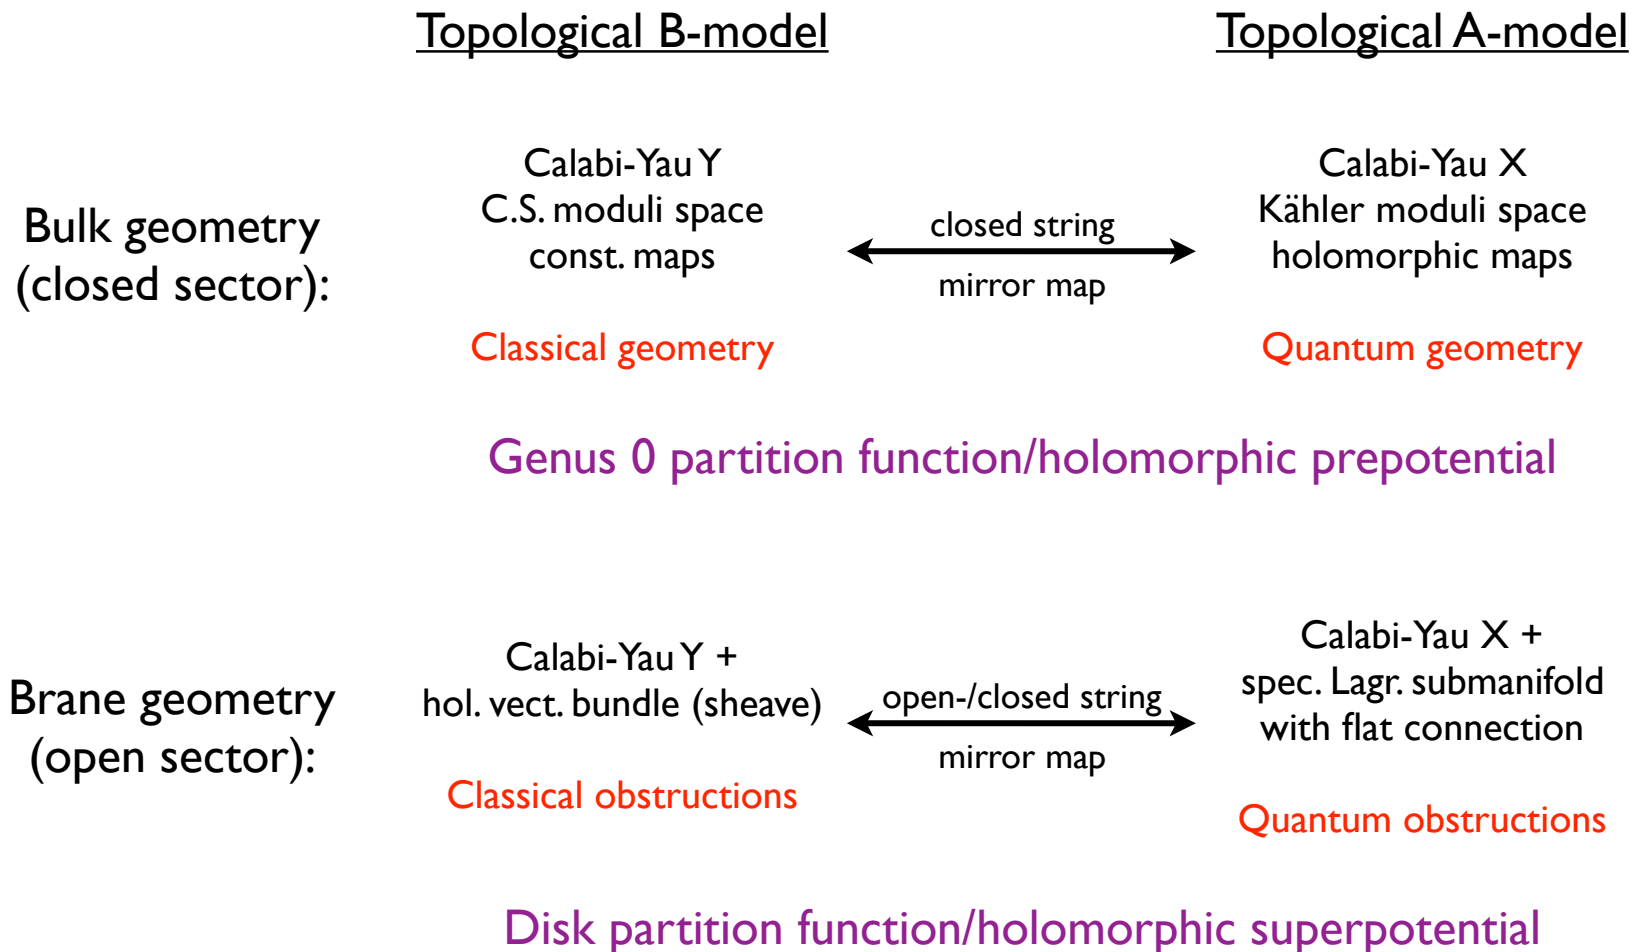 Topological B-model
Topological A-model
Bulk geometry
(closed sector):
Calabi-Yau Y
C.S. moduli space
const. maps
closed string
mirror map
Calabi-Yau X
Kähler moduli space
holomorphic maps
Classical geometry
Quantum geometry
Genus 0 partition function/holomorphic prepotential
Brane geometry
(open sector):
Calabi-Yau Y +
hol. vect. bundle (sheave)
open-/closed string
mirror map
Calabi-Yau X +
spec. Lagr. submanifold
with flat connection
Classical obstructions
Quantum obstructions
Disk partition function/holomorphic superpotential